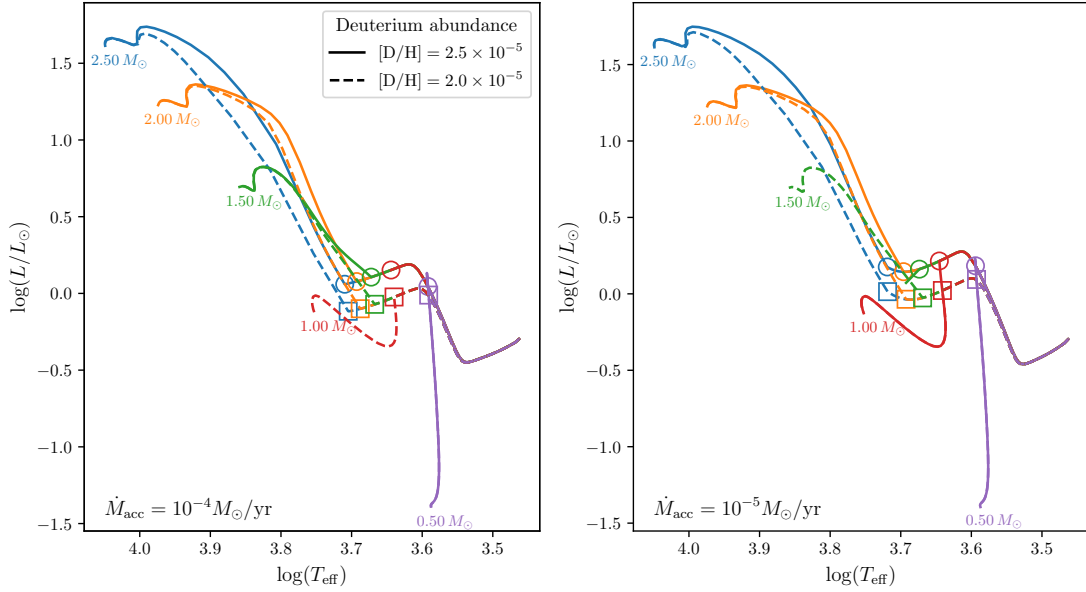 Deuterium abundance
[D/H] = 2.5 × 10⁻⁵
[D/H] = 2.0 × 10⁻⁵
2.50 M☉
2.00 M☉
1.50 M☉
1.00 M☉
0.50 M☉
Ṁacc = 10⁻⁴M☉/yr
log(L/L☉)
1.5
1.0
0.5
0.0
−0.5
−1.0
−1.5
4.0 3.9 3.8 3.7 3.6 3.5
log(Teff)
2.50 M☉
2.00 M☉
1.50 M☉
1.00 M☉
0.50 M☉
Ṁacc = 10⁻⁵M☉/yr
log(L/L☉)
1.5
1.0
0.5
0.0
−0.5
−1.0
−1.5
4.0 3.9 3.8 3.7 3.6 3.5
log(Teff)